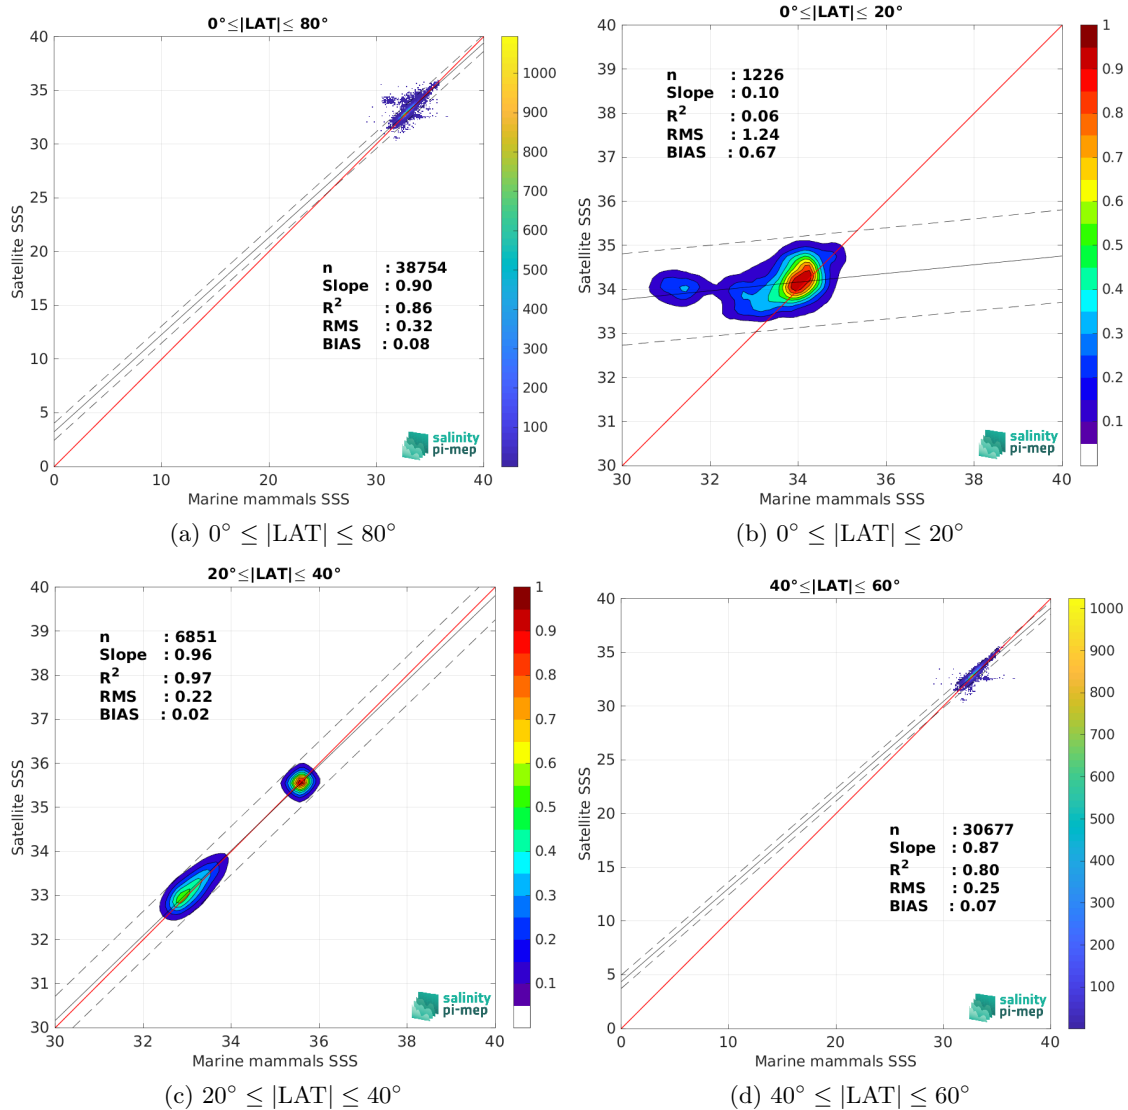 0°≤|LAT|≤ 80°
40
35
30
25
20
15
10
5
0
Satellite SSS
n : 38754
Slope : 0.90
R² : 0.86
RMS : 0.32
BIAS : 0.08
salinity
pi-mep
0 10 20 30 40
Marine mammals SSS
1000
900
800
700
600
500
400
300
200
100
(a) 0° ≤ |LAT| ≤ 80°
0°≤|LAT|≤ 20°
40
39
38
37
36
35
34
33
32
31
30
Satellite SSS
n : 1226
Slope : 0.10
R² : 0.06
RMS : 1.24
BIAS : 0.67
salinity
pi-mep
30 32 34 36 38 40
Marine mammals SSS
1
0.9
0.8
0.7
0.6
0.5
0.4
0.3
0.2
0.1
(b) 0° ≤ |LAT| ≤ 20°
20°≤|LAT|≤ 40°
40
39
38
37
36
35
34
33
32
31
30
Satellite SSS
n : 6851
Slope : 0.96
R² : 0.97
RMS : 0.22
BIAS : 0.02
salinity
pi-mep
30 32 34 36 38 40
Marine mammals SSS
1
0.9
0.8
0.7
0.6
0.5
0.4
0.3
0.2
0.1
(c) 20° ≤ |LAT| ≤ 40°
40°≤|LAT|≤ 60°
40
35
30
25
20
15
10
5
0
Satellite SSS
n : 30677
Slope : 0.87
R² : 0.80
RMS : 0.25
BIAS : 0.07
salinity
pi-mep
0 10 20 30 40
Marine mammals SSS
1000
900
800
700
600
500
400
300
200
100
(d) 40° ≤ |LAT| ≤ 60°